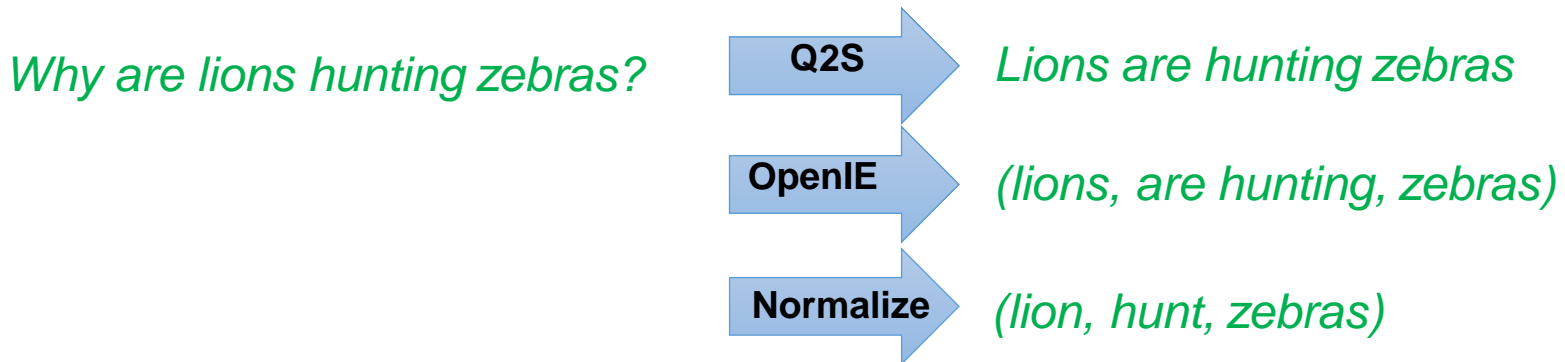 Why are lions hunting zebras?
Q2S
Lions are hunting zebras
OpenIE
(lions, are hunting, zebras)
Normalize
(lion, hunt, zebras)